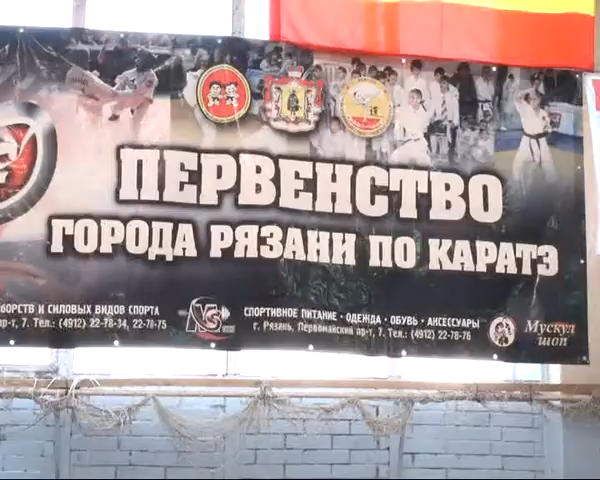 ПЕРВЕНСТВО
ГОРОДА РЯЗАНИ ПО КАРАТЭ
БОРСТВ И СИЛОВЫХ ВИДОВ СПОРТА
пр-т, 7. Тел.: (4912) 22-78-34, 22-78-75
СПОРТИВНОЕ ПИТАНИЕ · ОДЕЖДА · ОБУВЬ · АКСЕССУАРЫ
г. Рязань, Первомайский пр-т, 7. Тел.: (4912) 22-78-76
Мускул
шоп